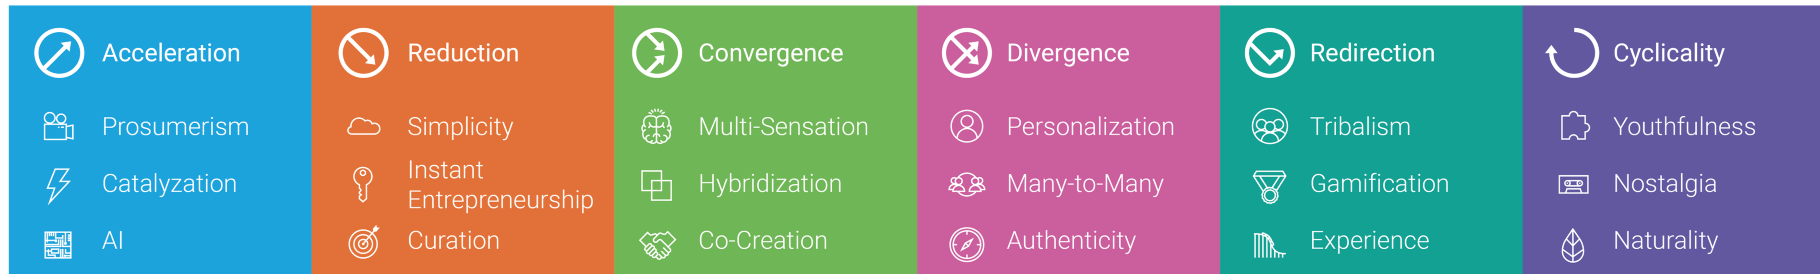 Acceleration
Prosumerism
Catalyzation
AI
Reduction
Simplicity
Instant
Entrepreneurship
Curation
Convergence
Multi-Sensation
Hybridization
Co-Creation
Divergence
Personalization
Many-to-Many
Authenticity
Redirection
Tribalism
Gamification
Experience
Cyclicality
Youthfulness
Nostalgia
Naturality